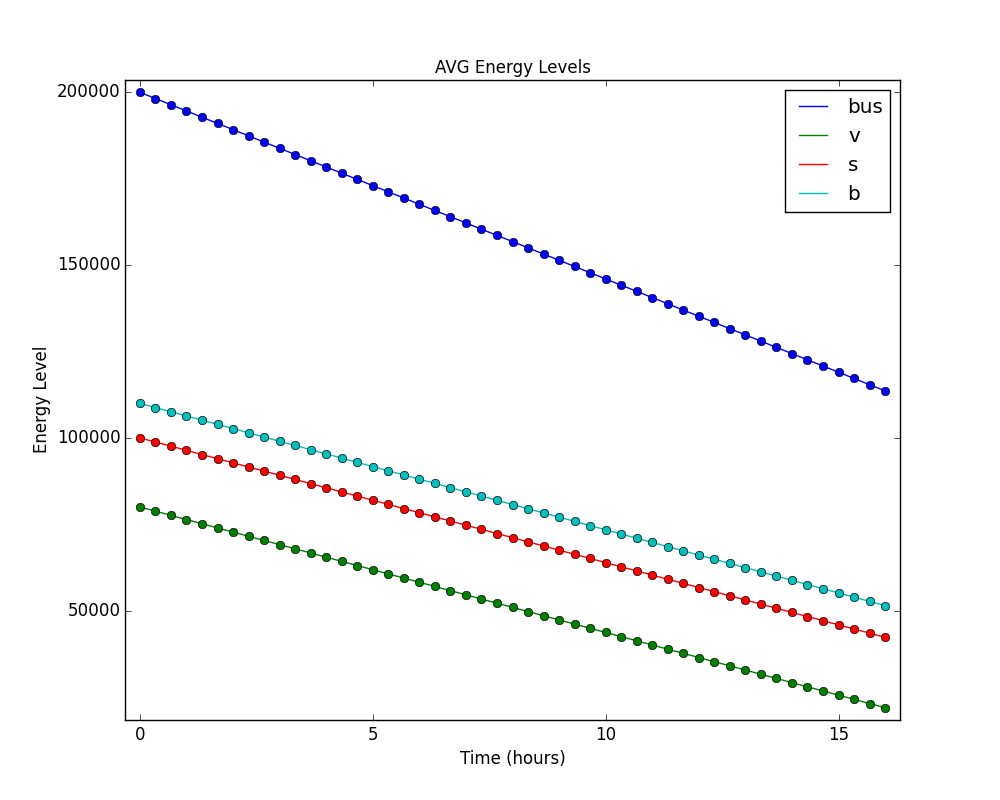 AVG Energy Levels
200000
150000
100000
50000
Energy Level
bus
v
s
b
0 5 10 15
Time (hours)